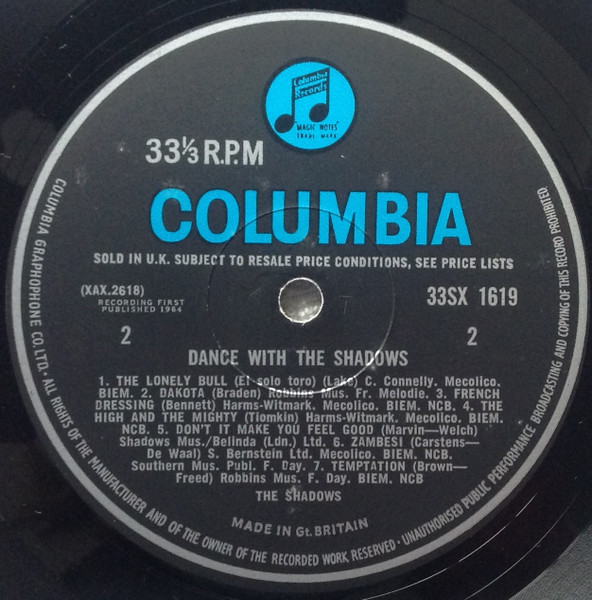 Columbia
Records
"MAGIC NOTES"
TRADE MARK
33⅓ R.P.M
COLUMBIA
SOLD IN U.K. SUBJECT TO RESALE PRICE CONDITIONS, SEE PRICE LISTS
(XAX.2618)
RECORDING FIRST
PUBLISHED 1964
33SX 1619
2
2
DANCE WITH THE SHADOWS
1. THE LONELY BULL (El solo toro) (Lake) C. Connelly. Mecolico.
BIEM. 2. DAKOTA (Braden) Robbins Mus. Fr. Melodie. 3. FRENCH
DRESSING (Bennett) Harms-Witmark. Mecolico. BIEM. NCB. 4. THE
HIGH AND THE MIGHTY (Tiomkin) Harms-Witmark. Mecolico. BIEM.
NCB. 5. DON'T IT MAKE YOU FEEL GOOD (Marvin—Welch)
Shadows Mus./Belinda (Ldn.) Ltd. 6. ZAMBESI (Carstens—
De Waal) S. Bernstein Ltd. Mecolico. BIEM. NCB.
Southern Mus. Publ. F. Day. 7. TEMPTATION (Brown—
Freed) Robbins Mus. F. Day. BIEM. NCB
THE SHADOWS
MADE IN Gt. BRITAIN
COLUMBIA GRAPHOPHONE CO. LTD. · ALL RIGHTS OF THE MANUFACTURER AND OF THE OWNER OF THE RECORDED WORK RESERVED · UNAUTHORISED PUBLIC PERFORMANCE BROADCASTING AND COPYING OF THIS RECORD PROHIBITED.